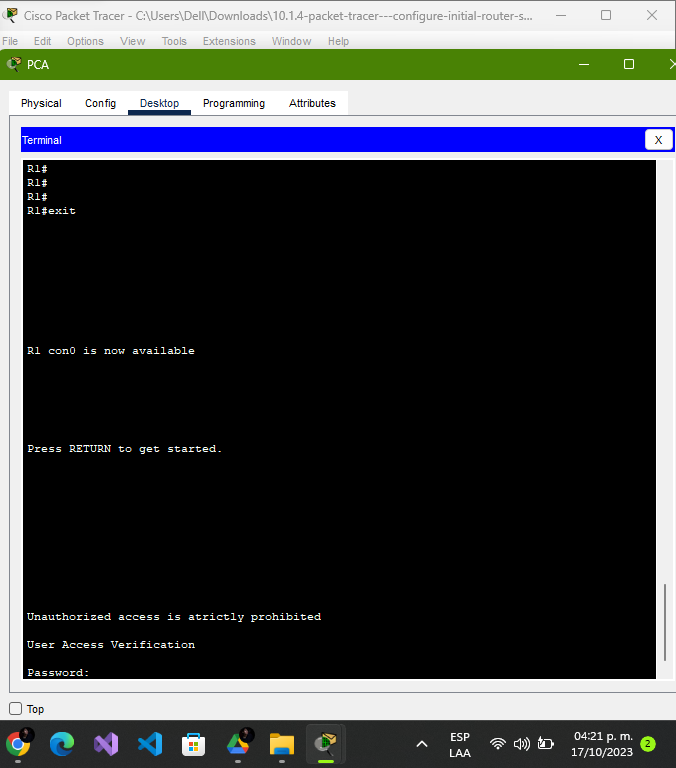 Cisco Packet Tracer - C:\Users\Dell\Downloads\10.1.4-packet-tracer---configure-initial-router-s...
File Edit Options View Tools Extensions Window Help
PCA
Physical Config Desktop Programming Attributes
Terminal X
R1#
R1#
R1#
R1#exit
R1 con0 is now available
Press RETURN to get started.
Unauthorized access is atrictly prohibited
User Access Verification
Password:
Top
ESP
LAA
04:21 p. m.
17/10/2023
2